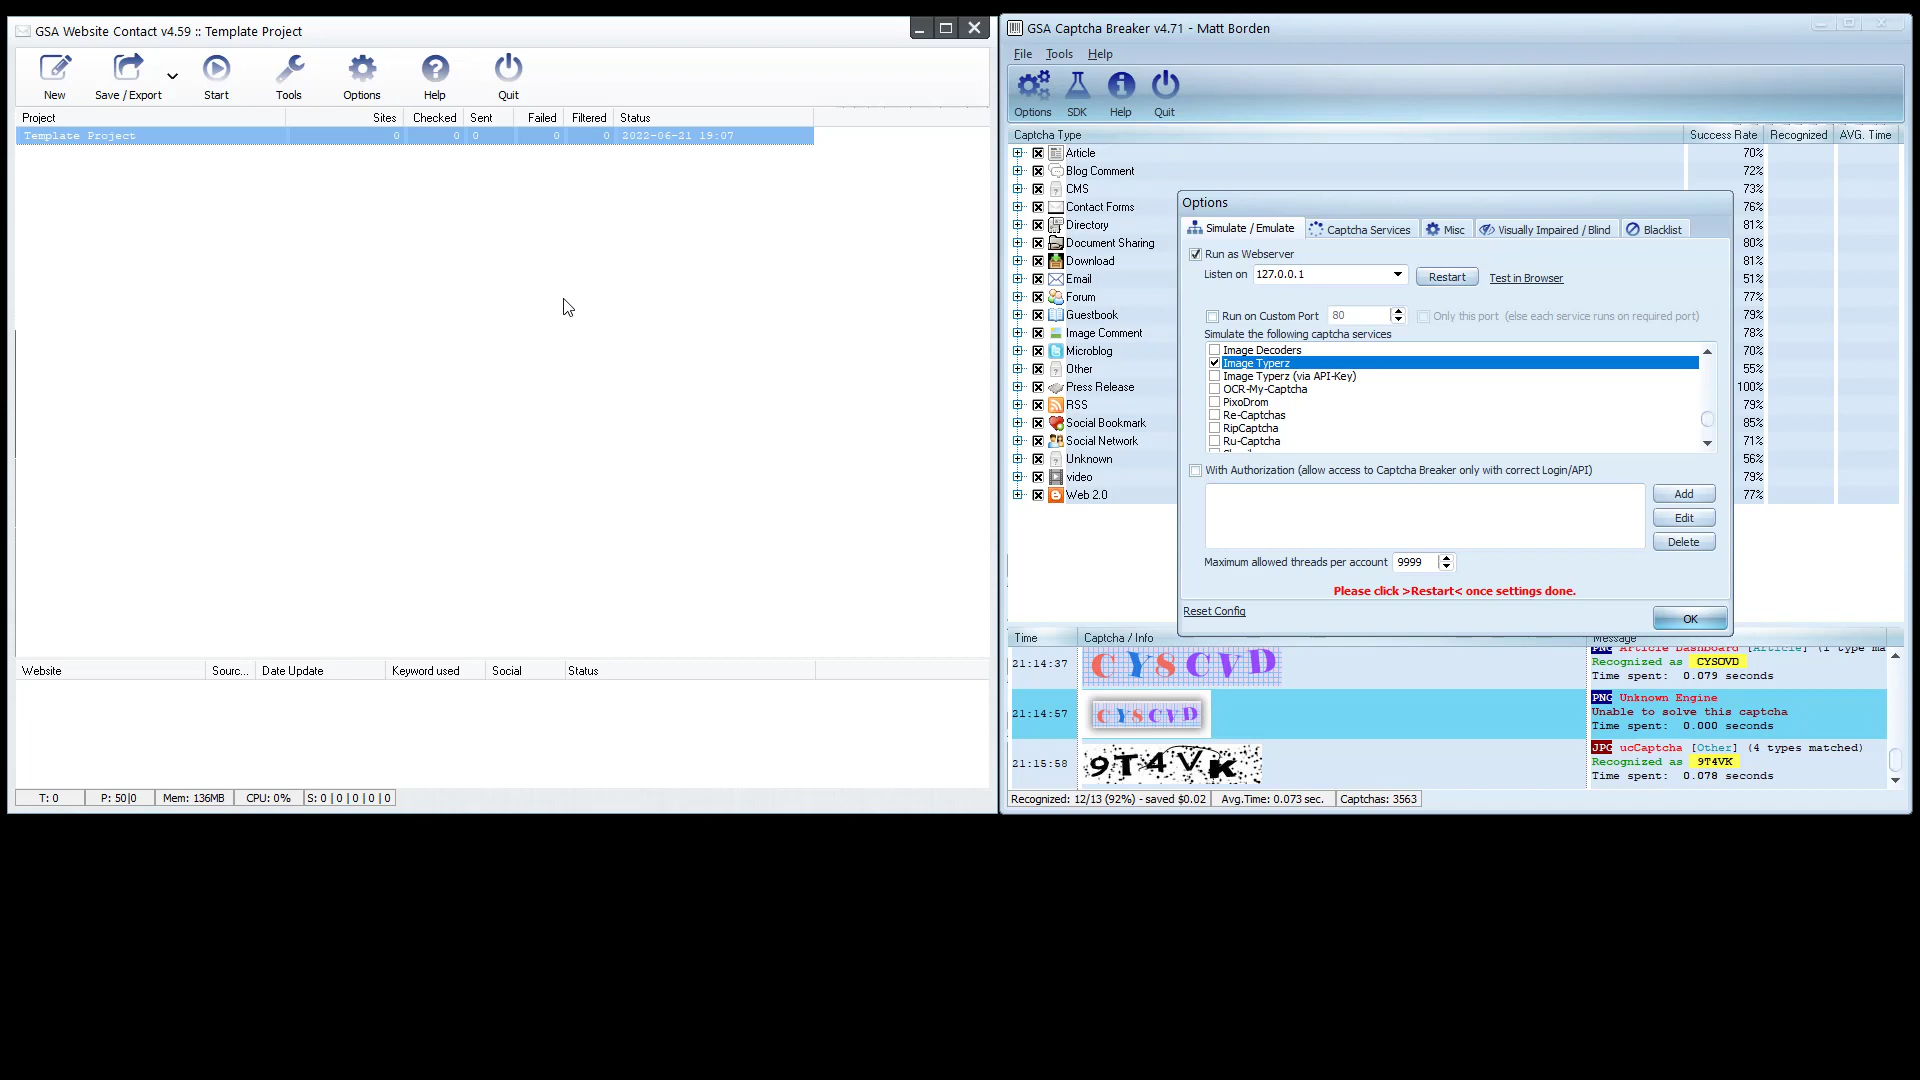 GSA Website Contact v4.59 :: Template Project
New
Save / Export
Start
Tools
Options
Help
Quit
Project Sites Checked Sent Failed Filtered Status
Template Project 0 0 0 0 0 2022-06-21 19:07
Website Sourc... Date Update Keyword used Social Status
T: 0 P: 50|0 Mem: 136MB CPU: 0% S: 0 | 0 | 0 | 0 | 0
GSA Captcha Breaker v4.71 - Matt Borden
File Tools Help
Options SDK Help Quit
Captcha Type Success Rate Recognized AVG. Time
Article 70%
Blog Comment 72%
CMS 73%
Contact Forms 76%
Directory 81%
Document Sharing 80%
Download 81%
Email 51%
Forum 77%
Guestbook 79%
Image Comment 78%
Microblog 70%
Other 55%
Press Release 100%
RSS 79%
Social Bookmark 85%
Social Network 71%
Unknown 56%
video 79%
Web 2.0 77%
Options
Simulate / Emulate Captcha Services Misc Visually Impaired / Blind Blacklist
Run as Webserver
Listen on 127.0.0.1 Restart Test in Browser
Run on Custom Port 80 Only this port (else each service runs on required port)
Simulate the following captcha services
Image Decoders
Image Typerz
Image Typerz (via API-Key)
OCR-My-Captcha
PixoDrom
Re-Captchas
RipCaptcha
Ru-Captcha
With Authorization (allow access to Captcha Breaker only with correct Login/API)
Add
Edit
Delete
Maximum allowed threads per account 9999
Please click >Restart< once settings done.
Reset Config OK
Time Captcha / Info Message
PNG Article Dashboard [Article] (1 type ma
21:14:37 CYSCVD Recognized as CYSOVD
Time spent: 0.079 seconds
PNG Unknown Engine
21:14:57 CYSCVD Unable to solve this captcha
Time spent: 0.000 seconds
JPG ucCaptcha [Other] (4 types matched)
21:15:58 9T4VK Recognized as 9T4VK
Time spent: 0.078 seconds
Recognized: 12/13 (92%) - saved $0.02 Avg.Time: 0.073 sec. Captchas: 3563